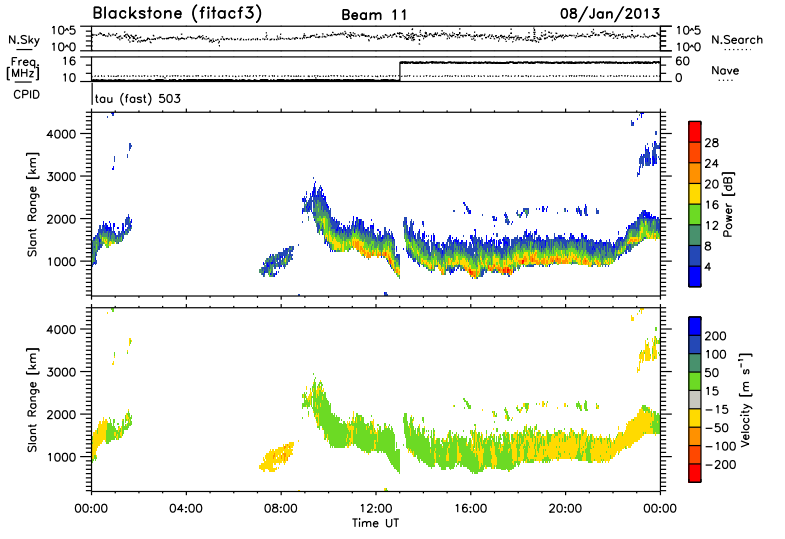 Blackstone (fitacf3) Beam 11 08/Jan/2013
N.Sky 10^5 10^0 10^5 10^0 N.Search
Freq. [MHz] 16 10 60 0 Nave
CPID tau (fast) 503
Slant Range [km] 4000 3000 2000 1000
28 24 20 16 12 8 4 Power [dB]
Slant Range [km] 4000 3000 2000 1000
200 100 50 15 -15 -50 -100 -200 Velocity [m s^-1]
00:00 04:00 08:00 12:00 16:00 20:00 00:00
Time UT